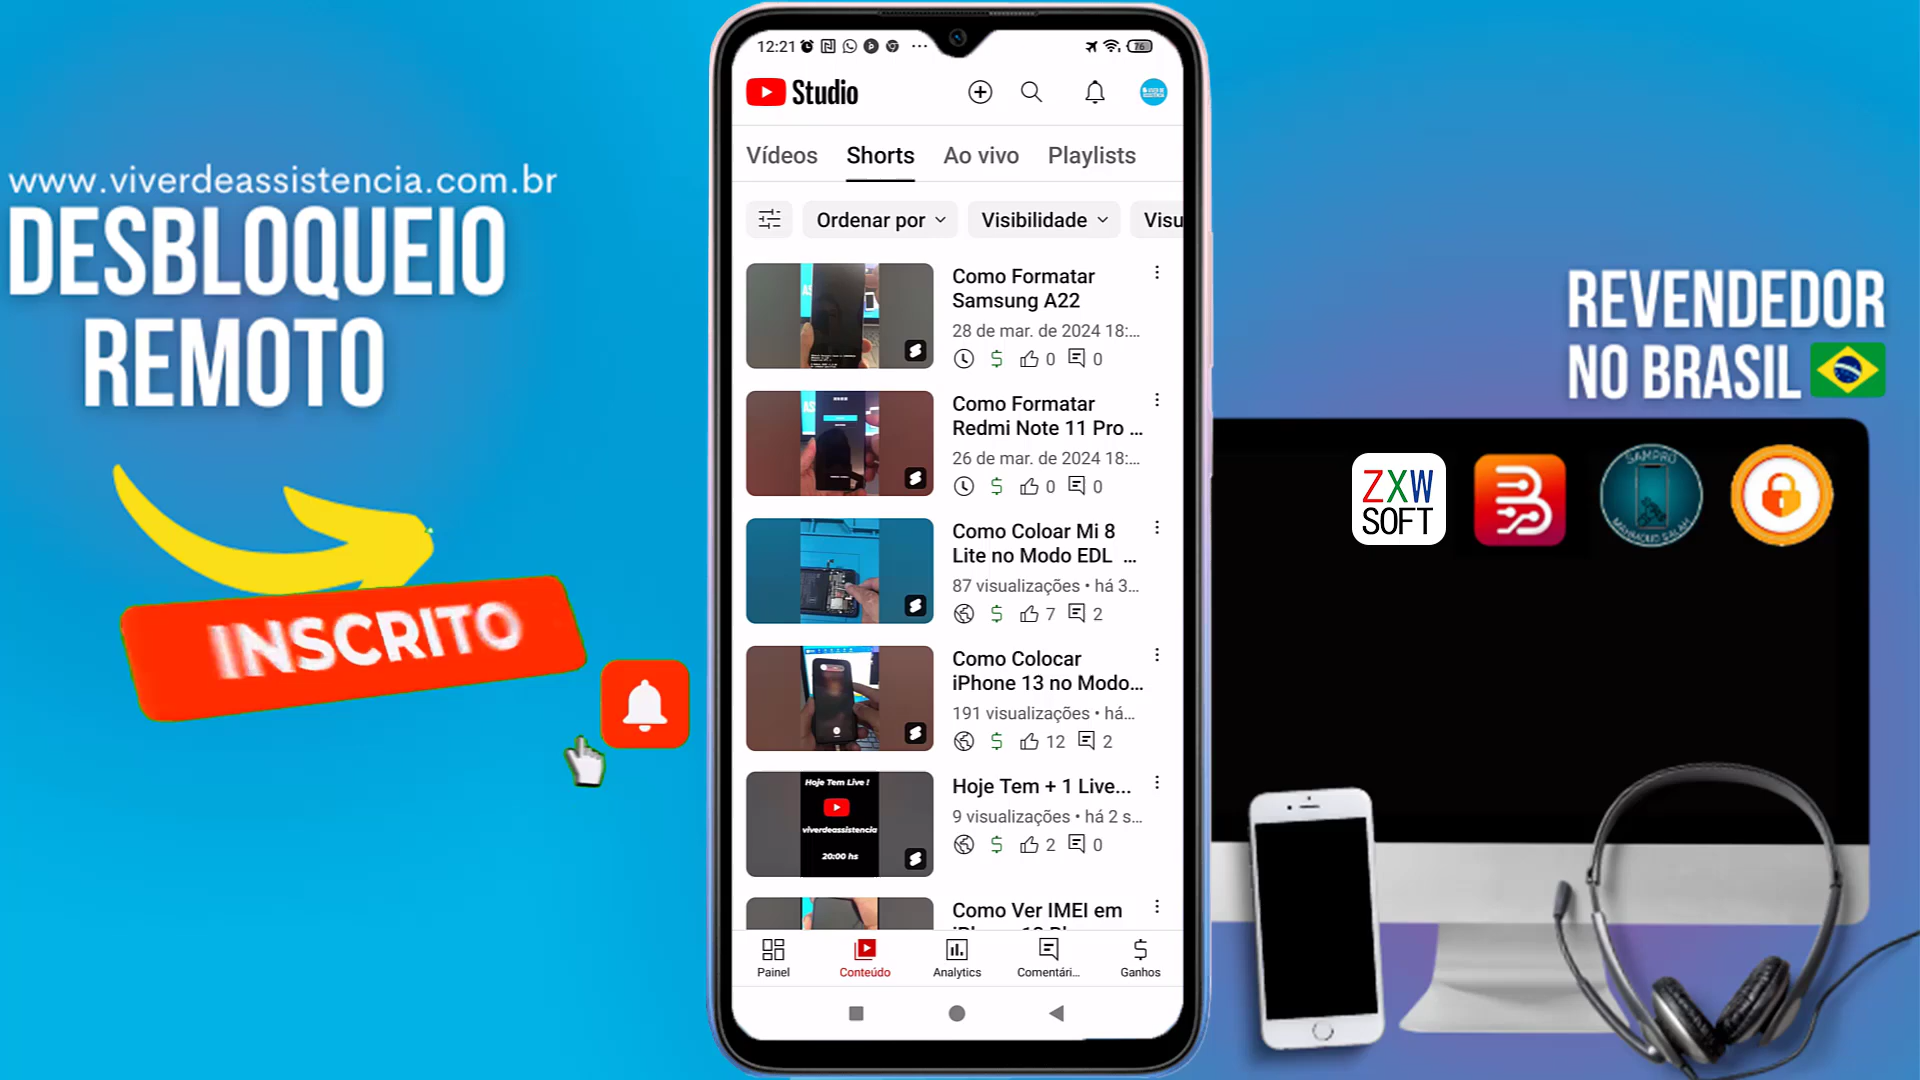 www.viverdeassistencia.com.br
DESBLOQUEIO
REMOTO
INSCRITO
12:21
76
Studio
Vídeos Shorts Ao vivo Playlists
Ordenar por Visibilidade Visu
Como Formatar
Samsung A22
28 de mar. de 2024 18:...
0 0
Como Formatar
Redmi Note 11 Pro ...
26 de mar. de 2024 18:...
0 0
Como Coloar Mi 8
Lite no Modo EDL ...
87 visualizações • há 3...
7 2
Como Colocar
iPhone 13 no Modo...
191 visualizações • há...
12 2
Hoje Tem Live !
viverdeassistencia
20:00 hs
Hoje Tem + 1 Live...
9 visualizações • há 2 s...
2 0
Como Ver IMEI em
Painel Conteúdo Analytics Comentári... Ganhos
REVENDEDOR
NO BRASIL
ZXW
SOFT
SAMPRO
MAHMOUD SALAH